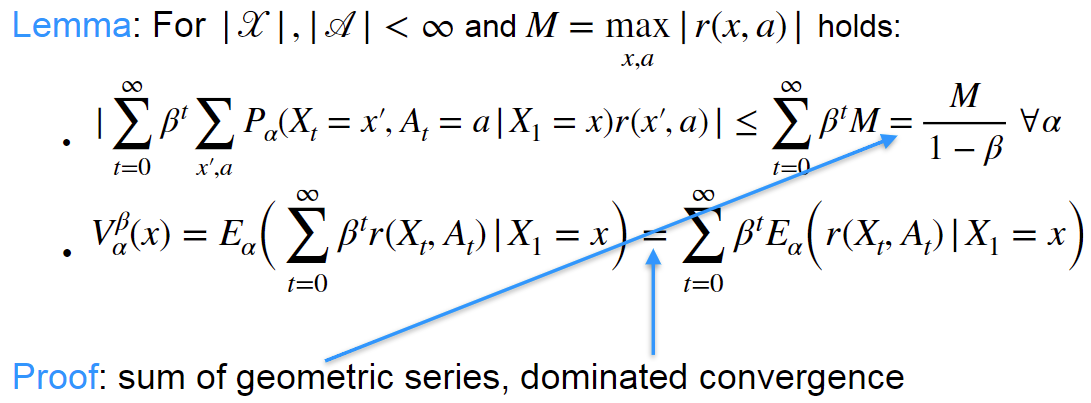 Lemma: For |𝒳|, |𝒜| < ∞ and M = max_{x,a} |r(x, a)| holds:
• |∑_{t=0}^{∞} β^t ∑_{x′,a} P_α(X_t = x′, A_t = a | X_1 = x)r(x′, a)| ≤ ∑_{t=0}^{∞} β^t M = M/(1 − β) ∀α
• V_α^β(x) = E_α(∑_{t=0}^{∞} β^t r(X_t, A_t) | X_1 = x) = ∑_{t=0}^{∞} β^t E_α(r(X_t, A_t) | X_1 = x)
Proof: sum of geometric series, dominated convergence